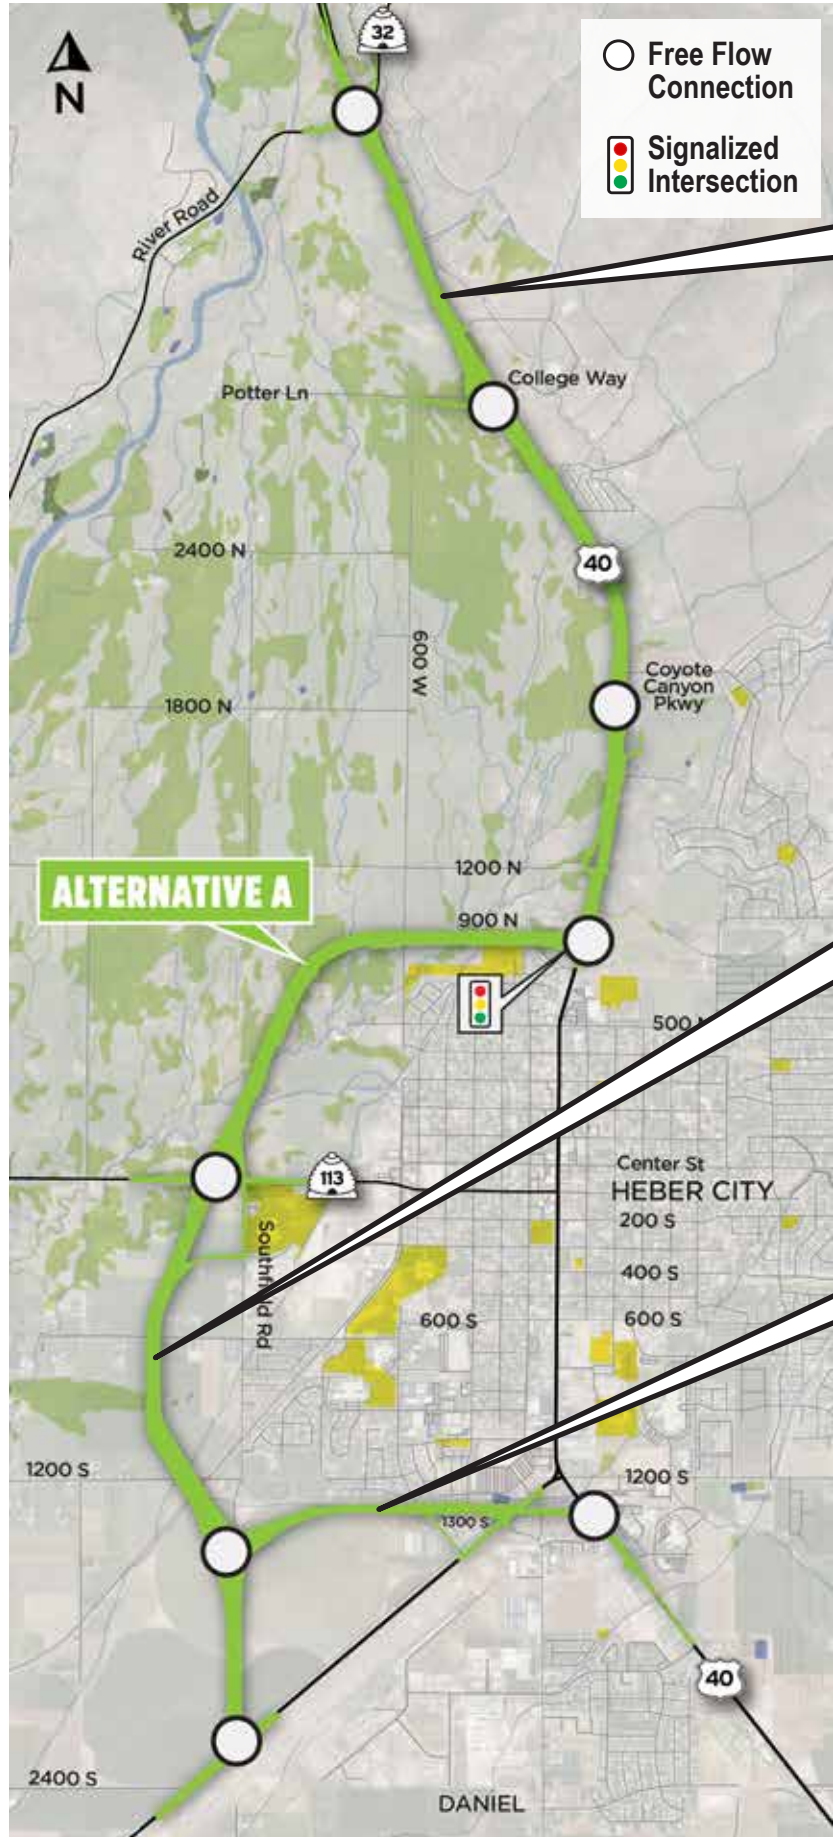 32
N
Free Flow
Connection
Signalized
Intersection
River Road
College Way
Potter Ln
2400 N
40
600 W
Coyote
Canyon
Pkwy
1800 N
1200 N
ALTERNATIVE A
900 N
500 N
Center St
113
HEBER CITY
200 S
Southfield Rd
400 S
600 S
600 S
1200 S
1200 S
1300 S
40
2400 S
DANIEL